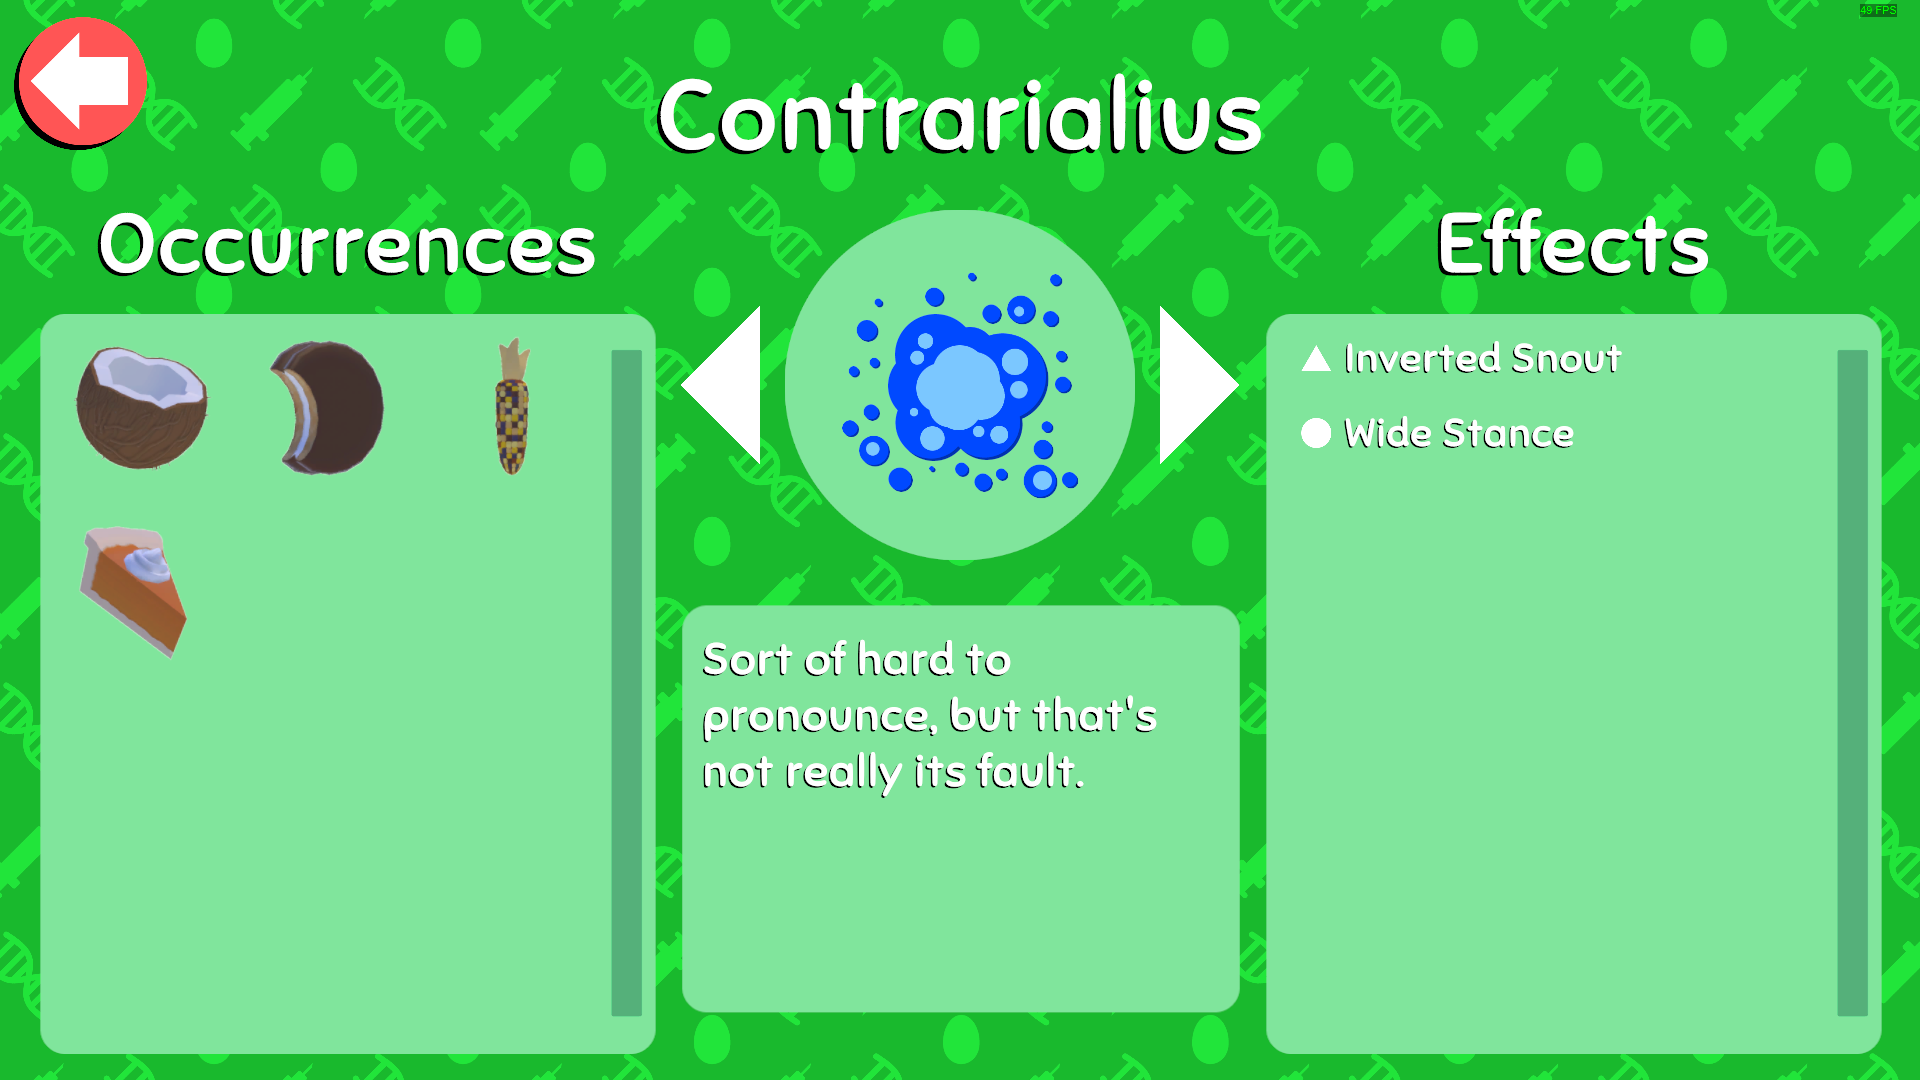 49 FPS
Contrarialius
Occurrences
Effects
Inverted Snout
Wide Stance
Sort of hard to
pronounce, but that's
not really its fault.